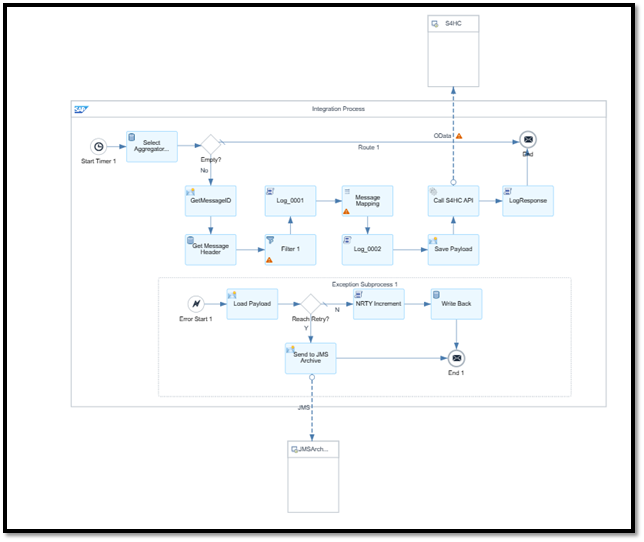 S4HC
SAP
Integration Process
Start Timer 1
Select
Aggregator...
Empty?
OData
Route 1
End
No
GetMessageID
Log_0001
Message
Mapping
Call S4HC API
LogResponse
Get Message
Header
Filter 1
Log_0002
Save Payload
Exception Subprocess 1
Error Start 1
Load Payload
Reach Retry?
N
NRTY Increment
Write Back
Y
Send to JMS
Archive
End 1
JMS
JMSArch...